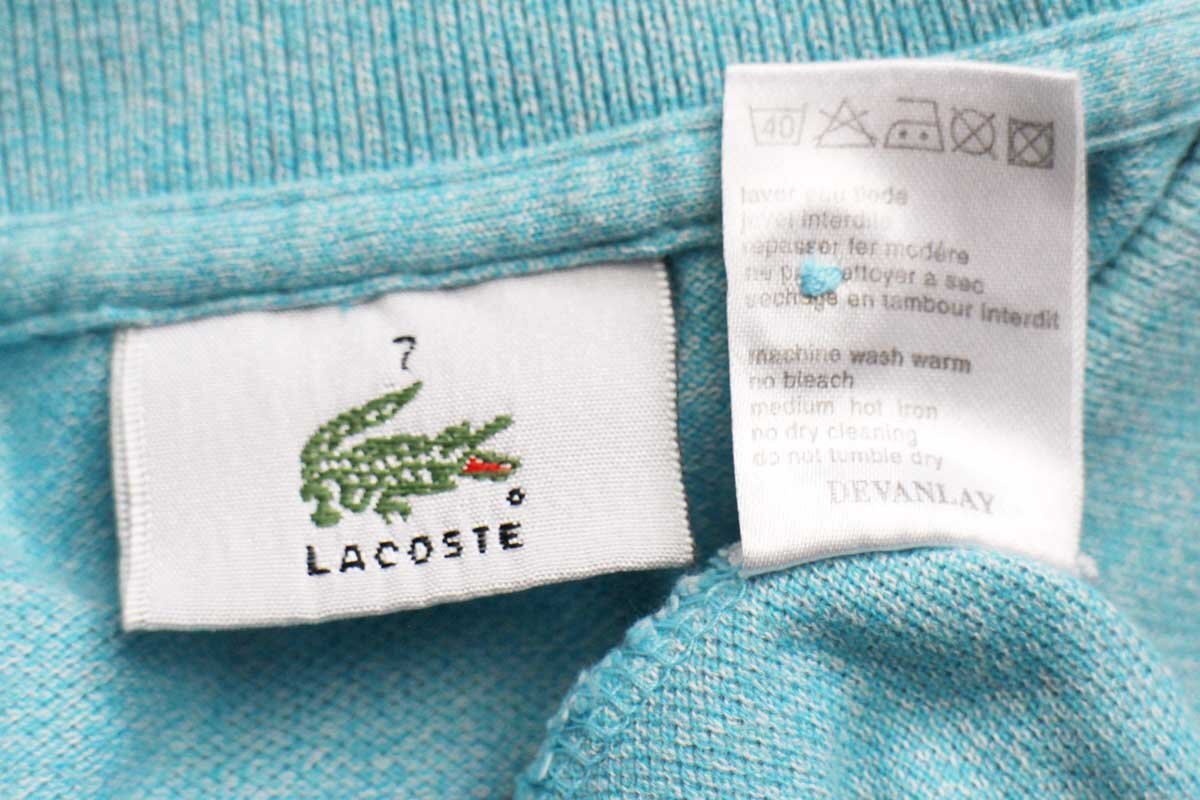 7
LACOSTE
40
laver eau tiède
javel interdite
repasser fer modére
ne pas nettoyer a sec
sechage en tambour interdit
machine wash warm
no bleach
medium hot iron
no dry cleaning
do not tumble dry
DEVANLAY